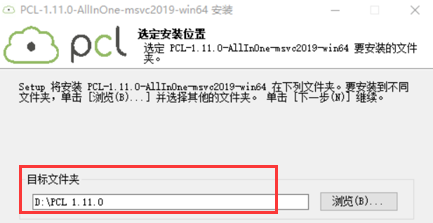 PCL-1.11.0-AllInOne-msvc2019-win64 安装
pcl
选定安装位置
选定 PCL-1.11.0-AllInOne-msvc2019-win64 要安装的文件
夹。
Setup 将安装 PCL-1.11.0-AllInOne-msvc2019-win64 在下列文件夹。要安装到不同
文件夹，单击 [浏览(B)...] 并选择其他的文件夹。 单击 [下一步(N)] 继续。
目标文件夹
D:\PCL 1.11.0
浏览(B)...